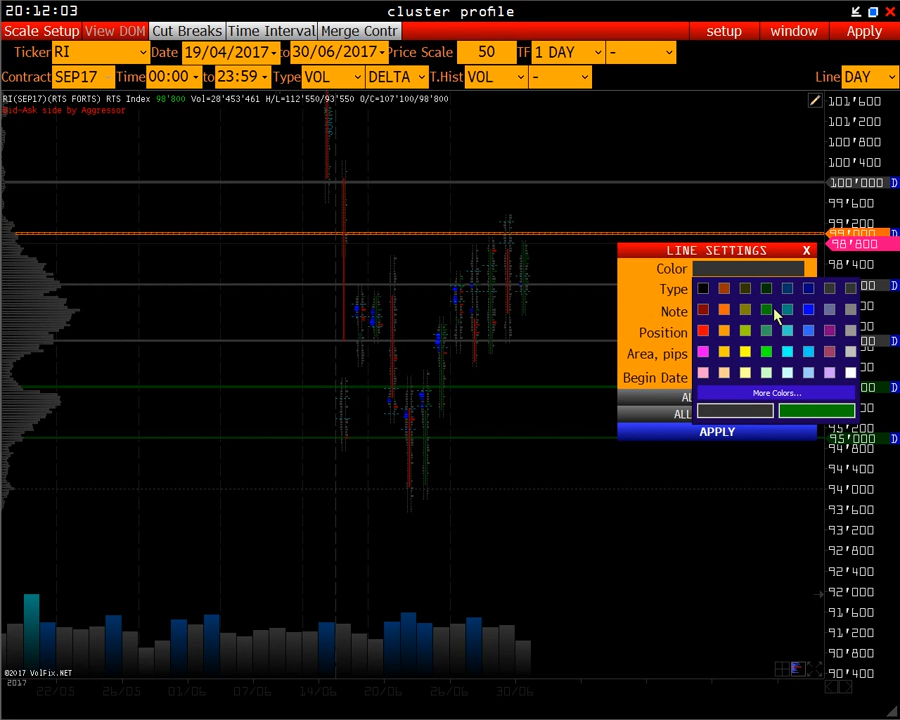 20:12:03 cluster profile
Scale Setup View DOM Cut Breaks Time Interval Merge Contr setup window Apply
Ticker RI Date 19/04/2017 to 30/06/2017 Price Scale 50 TF 1 DAY -
Contract SEP17 Time 00:00 to 23:59 Type VOL DELTA T.Hist VOL - Line DAY
RI(SEP17)(RTS FORTS) RTS Index 98'800 Vol=28'453'461 H/L=112'550/93'550 O/C=107'100/98'800
Bid-Ask side by Aggressor
101'600
101'200
100'800
100'400
100'000 D
99'600
99'200
99'000 D
98'800
98'400
LINE SETTINGS X
Color
Type
Note
Position
Area, pips
Begin Date
More Colors...
AL
ALL
APPLY
D
D
D
D
95'200
95'000 D
94'800
94'400
94'000
93'600
93'200
92'800
92'400
92'000
91'600
91'200
90'800
90'400
©2017 VolFix.NET
2017
22/05 26/05 01/06 07/06 14/06 20/06 26/06 30/06